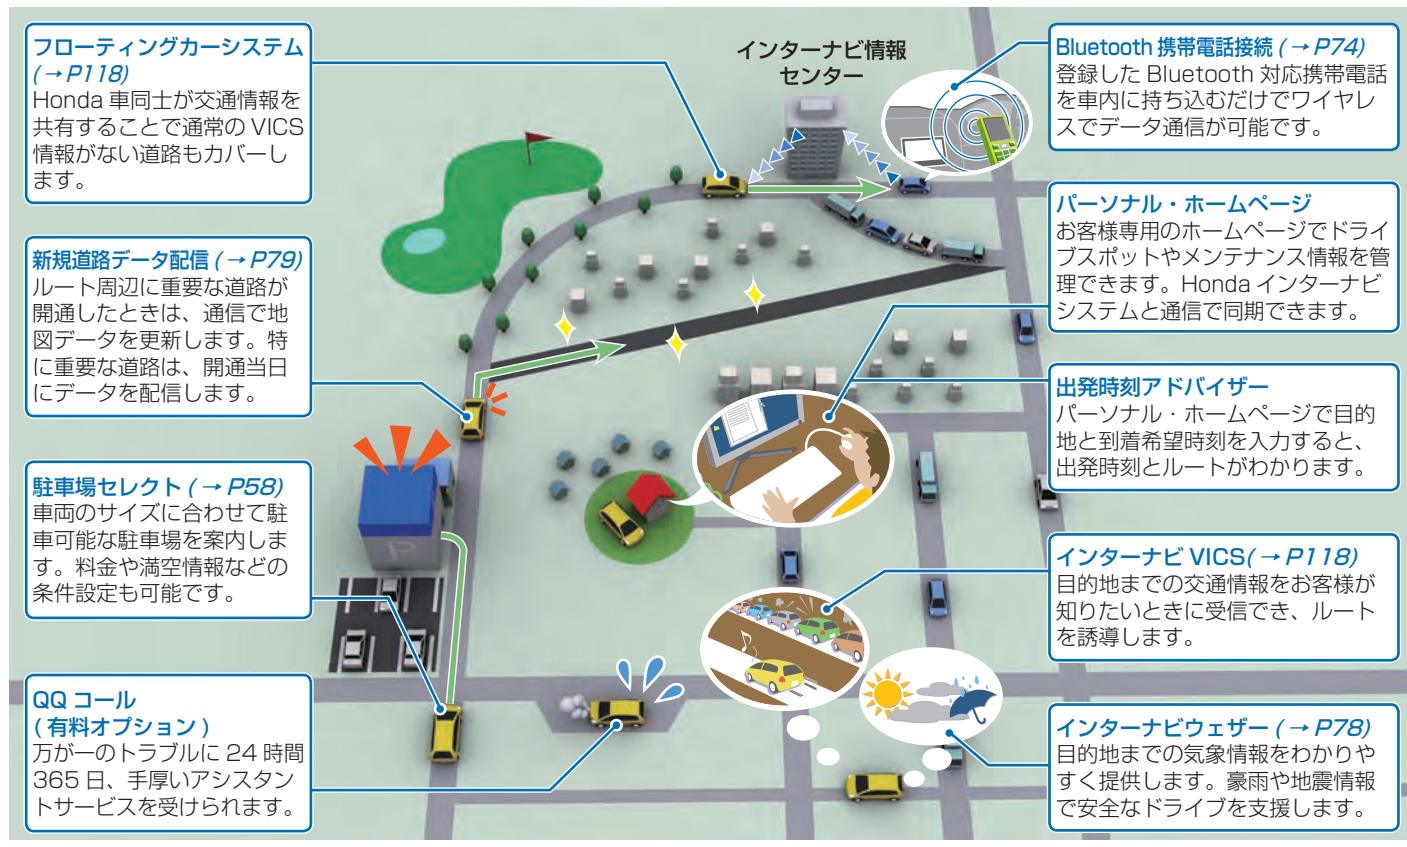 フローティングカーシステム
(→P118)
Honda 車同士が交通情報を
共有することで通常の VICS
情報がない道路もカバーし
ます。
新規道路データ配信 (→P79)
ルート周辺に重要な道路が
開通したときは、通信で地
図データを更新します。特
に重要な道路は、開通当日
にデータを配信します。
駐車場セレクト (→P58)
車両のサイズに合わせて駐
車可能な駐車場を案内しま
す。料金や満空情報などの
条件設定も可能です。
QQ コール
(有料オプション)
万が一のトラブルに 24 時間
365 日、手厚いアシスタン
トサービスを受けられます。
インターナビ情報
センター
P
Bluetooth 携帯電話接続 (→P74)
登録した Bluetooth 対応携帯電話
を車内に持ち込むだけでワイヤレ
スでデータ通信が可能です。
パーソナル・ホームページ
お客様専用のホームページでドライ
ブスポットやメンテナンス情報を管
理できます。Honda インターナビ
システムと通信で同期できます。
出発時刻アドバイザー
パーソナル・ホームページで目的
地と到着希望時刻を入力すると、
出発時刻とルートがわかります。
インターナビ VICS(→P118)
目的地までの交通情報をお客様が
知りたいときに受信でき、ルート
を誘導します。
インターナビウェザー (→P78)
目的地までの気象情報をわかりや
すく提供します。豪雨や地震情報
で安全なドライブを支援します。